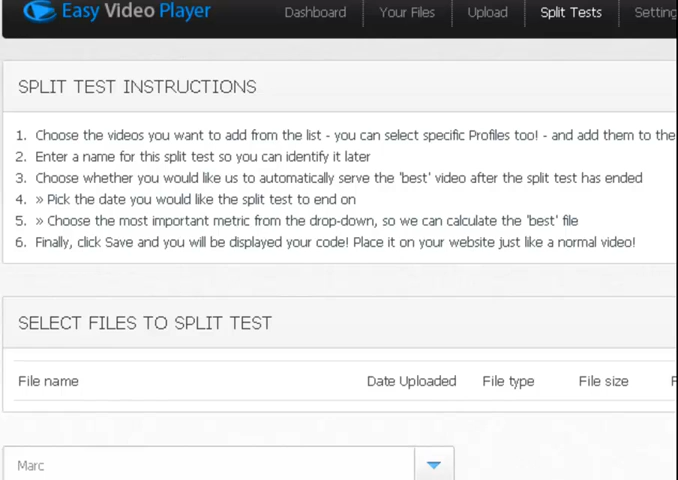 Easy Video Player
Dashboard Your Files Upload Split Tests Setting
SPLIT TEST INSTRUCTIONS
1. Choose the videos you want to add from the list - you can select specific Profiles too! - and add them to the
2. Enter a name for this split test so you can identify it later
3. Choose whether you would like us to automatically serve the 'best' video after the split test has ended
4. » Pick the date you would like the split test to end on
5. » Choose the most important metric from the drop-down, so we can calculate the 'best' file
6. Finally, click Save and you will be displayed your code! Place it on your website just like a normal video!
SELECT FILES TO SPLIT TEST
File name Date Uploaded File type File size
Marc